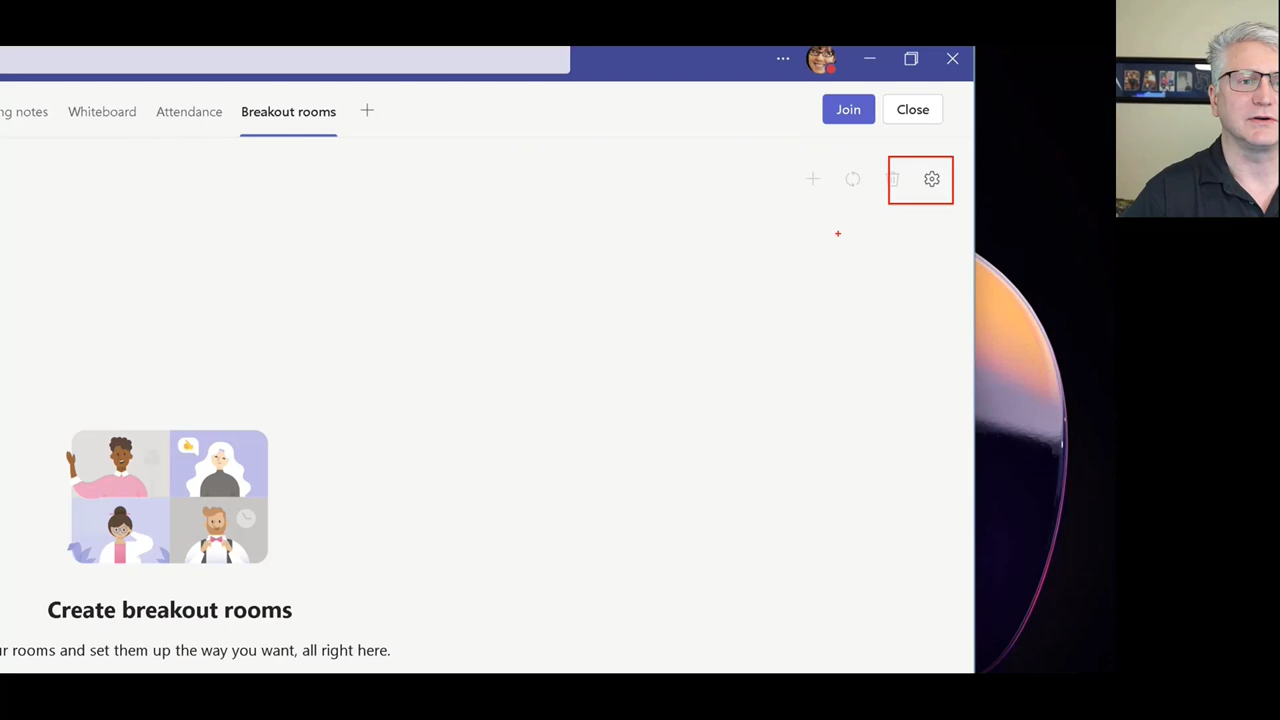 ng notes Whiteboard Attendance Breakout rooms Join Close
Create breakout rooms
r rooms and set them up the way you want, all right here.